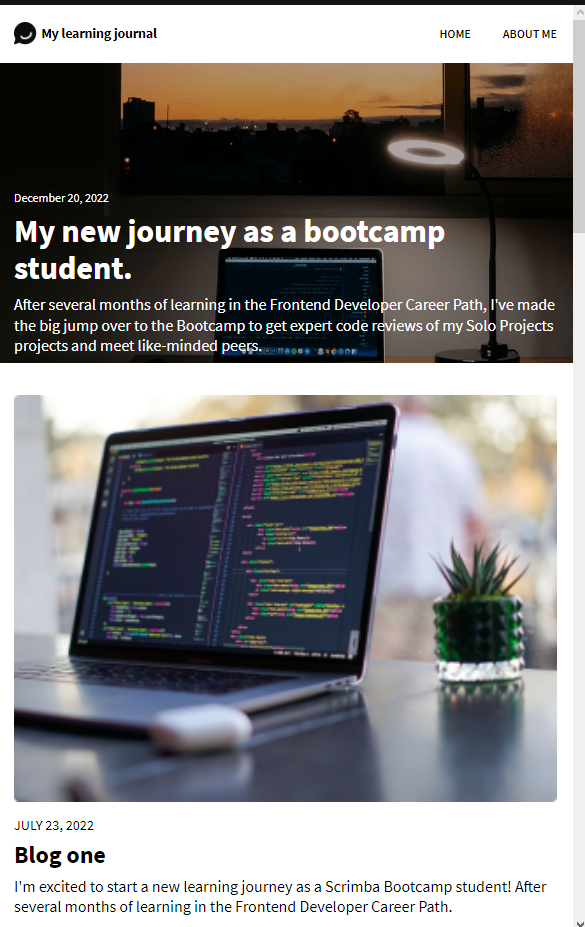 My learning journal
HOME
ABOUT ME
December 20, 2022
My new journey as a bootcamp
student.
After several months of learning in the Frontend Developer Career Path, I've made
the big jump over to the Bootcamp to get expert code reviews of my Solo Projects
projects and meet like-minded peers.
JULY 23, 2022
Blog one
I'm excited to start a new learning journey as a Scrimba Bootcamp student! After
several months of learning in the Frontend Developer Career Path.